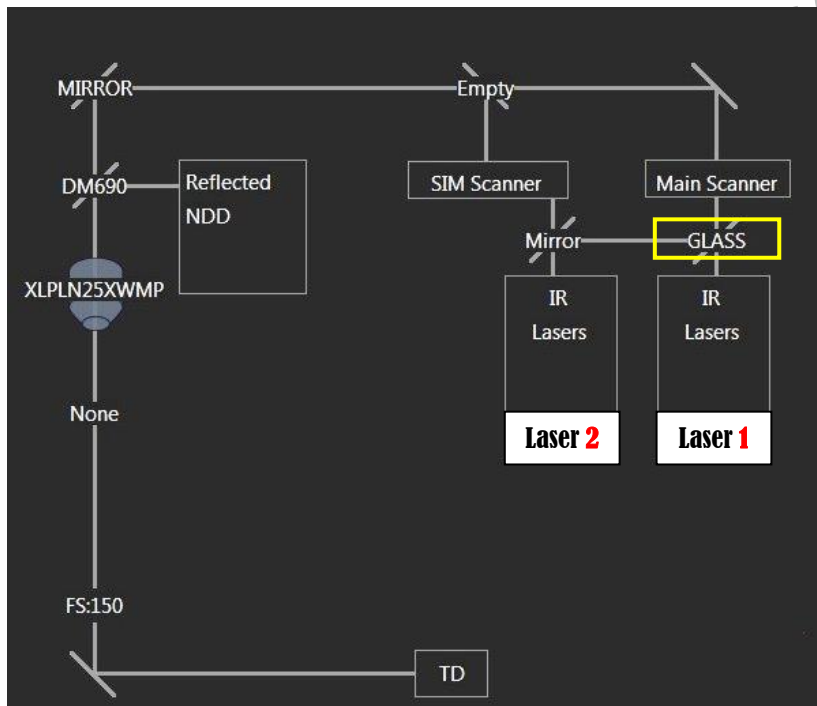 MIRROR
Empty
DM690
Reflected
NDD
SIM Scanner
Main Scanner
Mirror
GLASS
XLPLN25XWMP
IR
Lasers
IR
Lasers
None
Laser 2
Laser 1
FS:150
TD